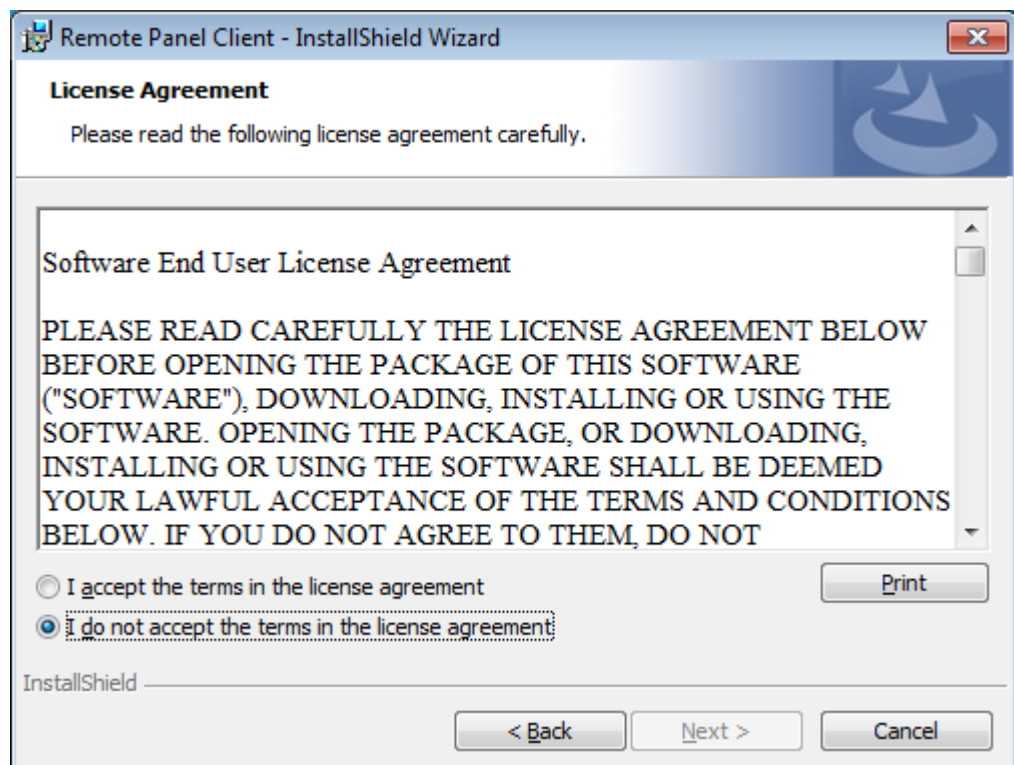 Remote Panel Client - InstallShield Wizard
License Agreement
Please read the following license agreement carefully.
Software End User License Agreement
PLEASE READ CAREFULLY THE LICENSE AGREEMENT BELOW
BEFORE OPENING THE PACKAGE OF THIS SOFTWARE
("SOFTWARE"), DOWNLOADING, INSTALLING OR USING THE
SOFTWARE. OPENING THE PACKAGE, OR DOWNLOADING,
INSTALLING OR USING THE SOFTWARE SHALL BE DEEMED
YOUR LAWFUL ACCEPTANCE OF THE TERMS AND CONDITIONS
BELOW. IF YOU DO NOT AGREE TO THEM, DO NOT
I accept the terms in the license agreement
Print
I do not accept the terms in the license agreement
InstallShield
< Back
Next >
Cancel